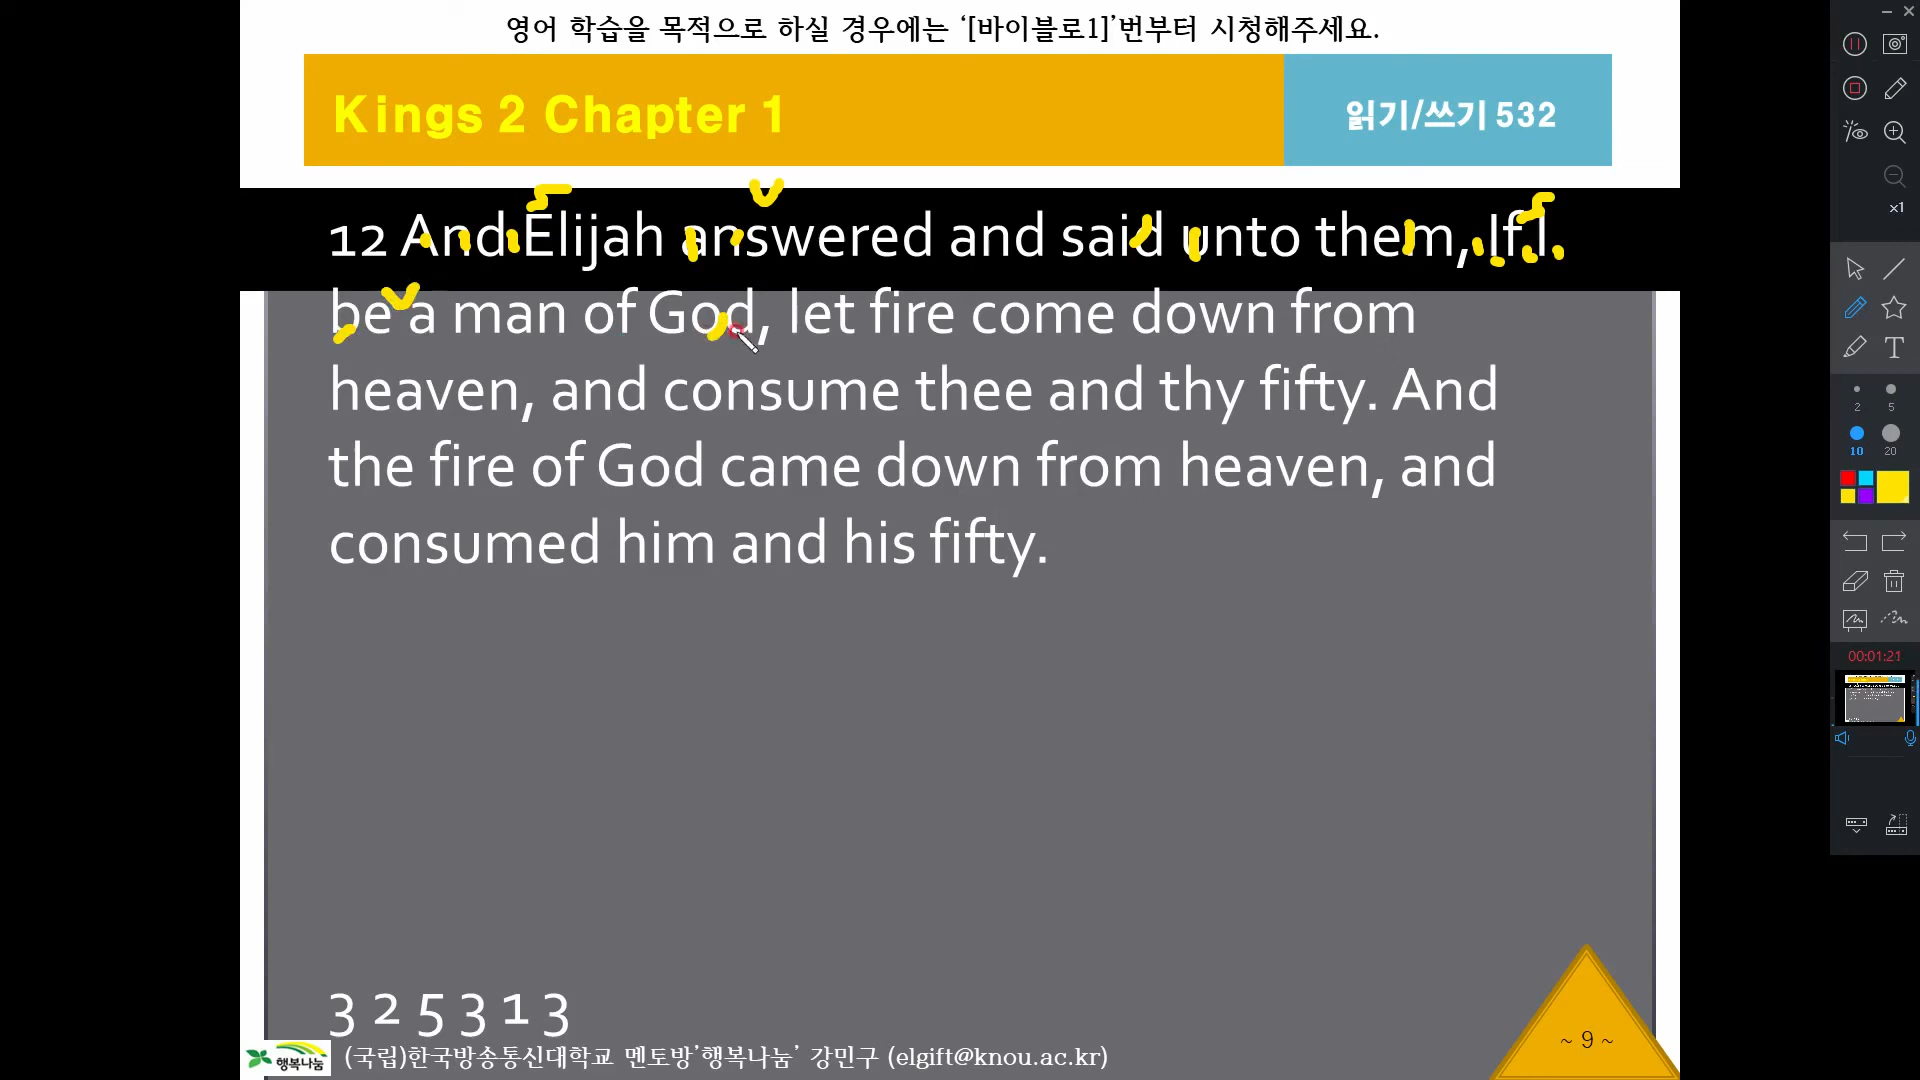 영어 학습을 목적으로 하실 경우에는 ‘[바이블로1]’번부터 시청해주세요.
Kings 2 Chapter 1
읽기/쓰기 532
12 And Elijah answered and said unto them, If I
be a man of God, let fire come down from
heaven, and consume thee and thy fifty. And
the fire of God came down from heaven, and
consumed him and his fifty.
3 2 5 3 1 3
~ 9 ~
행복나눔
(국립)한국방송통신대학교 멘토방’행복나눔’ 강민구 (elgift@knou.ac.kr)
x1
T
2 5
10 20
00:01:21